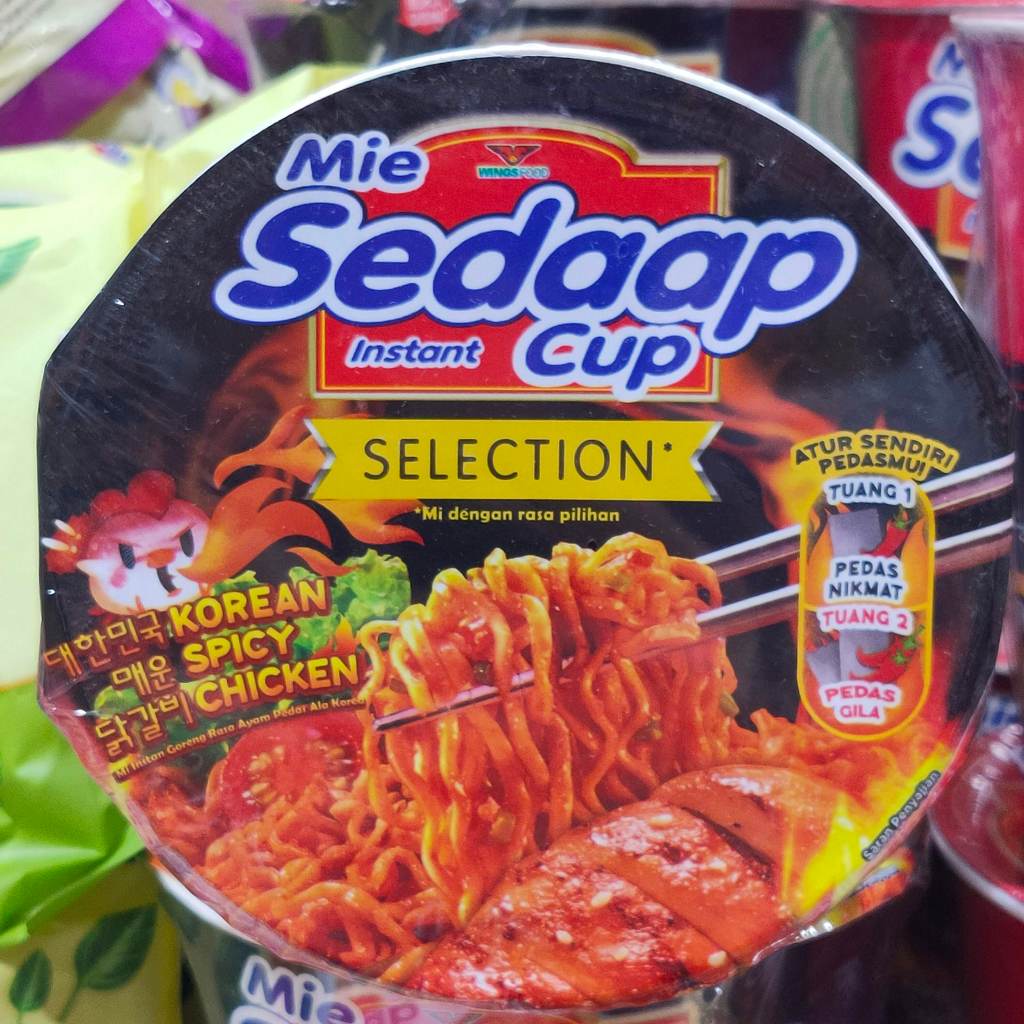 WINGSFOOD
Mie
Sedaap
Instant Cup
SELECTION*
*Mi dengan rasa pilihan
ATUR SENDIRI
PEDASMU!
TUANG 1
PEDAS
NIKMAT
TUANG 2
PEDAS
GILA
대한민국 KOREAN
매운 SPICY
닭갈비 CHICKEN
Mi Instan Goreng Rasa Ayam Pedas Ala Korea
Saran Penyajian
Mie